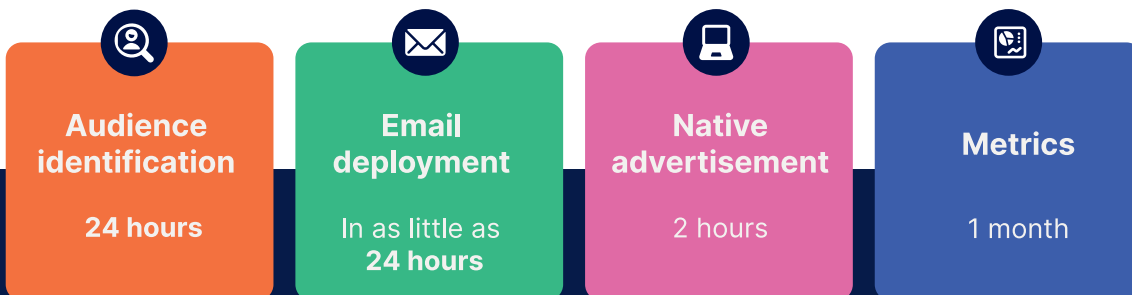 Audience
identification
24 hours
Email
deployment
In as little as
24 hours
Native
advertisement
2 hours
Metrics
1 month